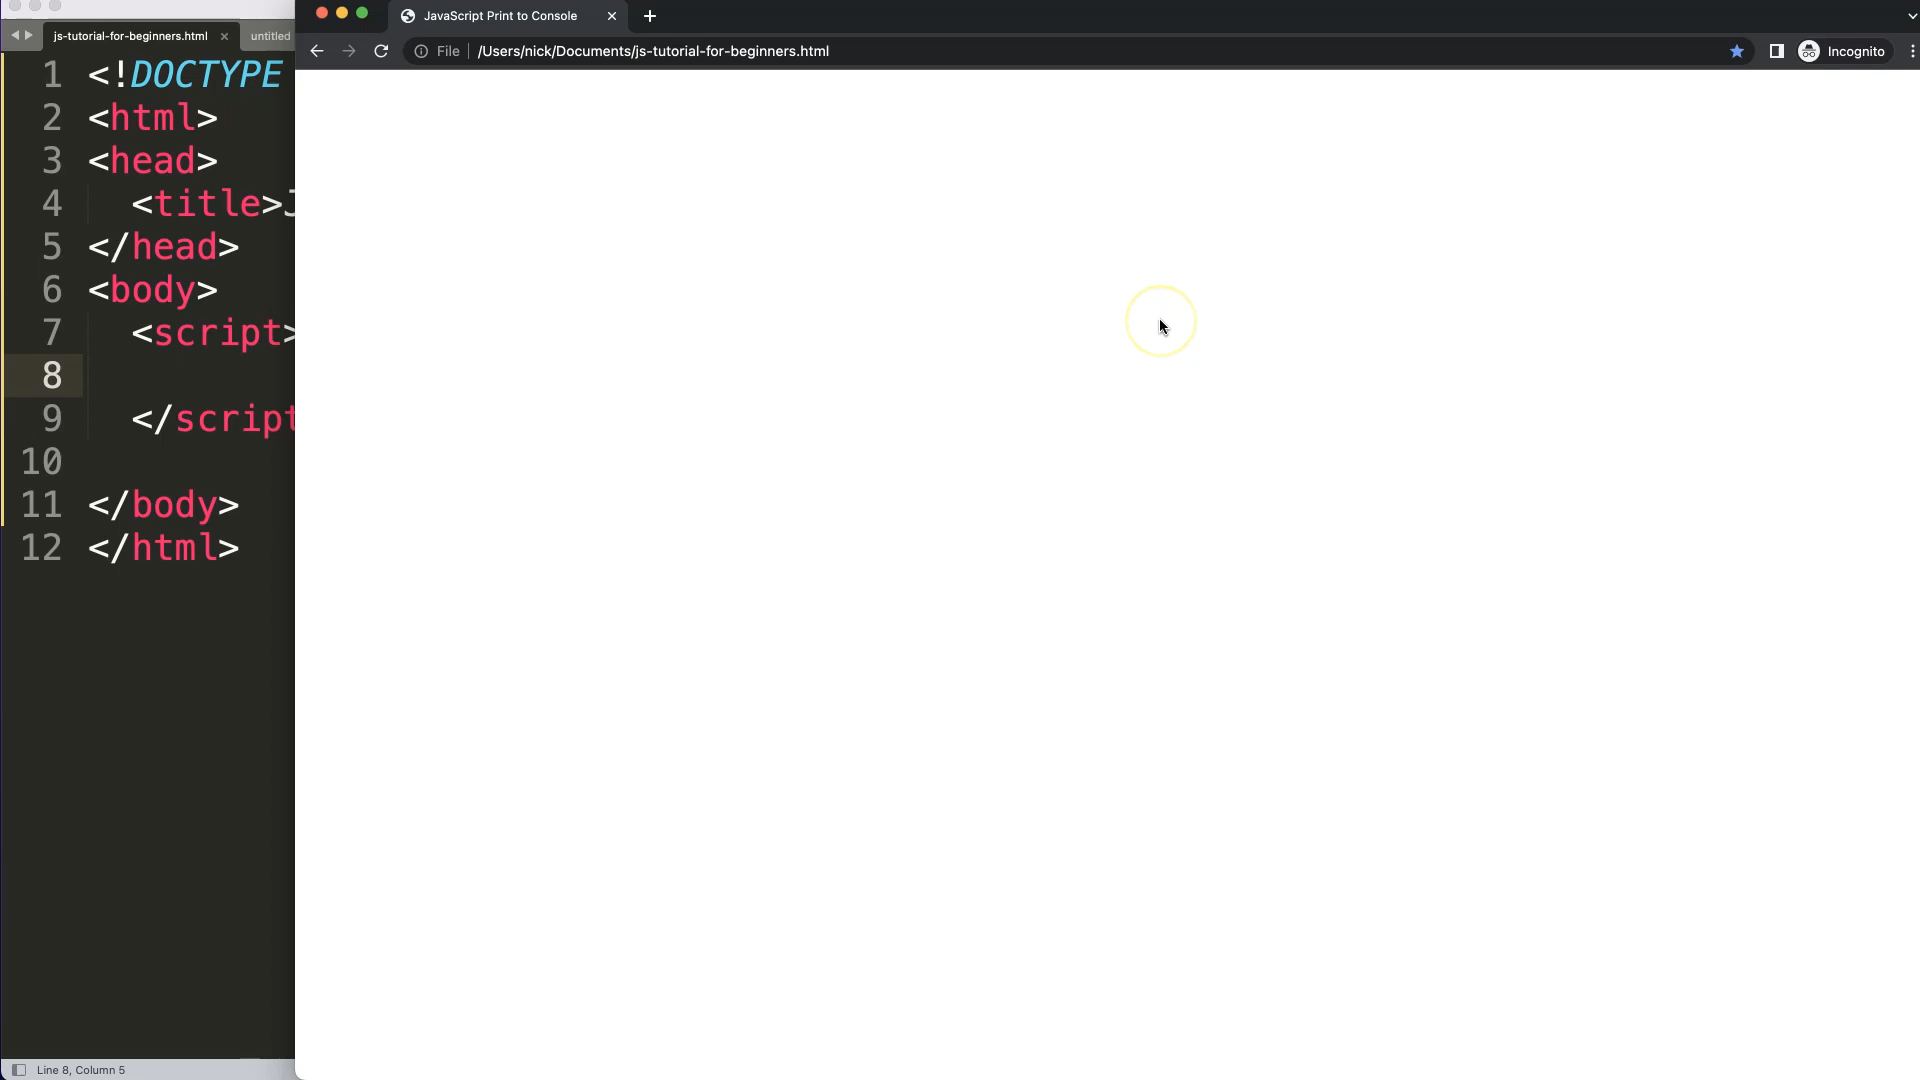 js-tutorial-for-beginners.html
untitled
1 <!DOCTYPE
2 <html>
3 <head>
4 <title>J
5 </head>
6 <body>
7 <script>
8
9 </script
10
11 </body>
12 </html>
Line 8, Column 5
JavaScript Print to Console
File /Users/nick/Documents/js-tutorial-for-beginners.html
Incognito